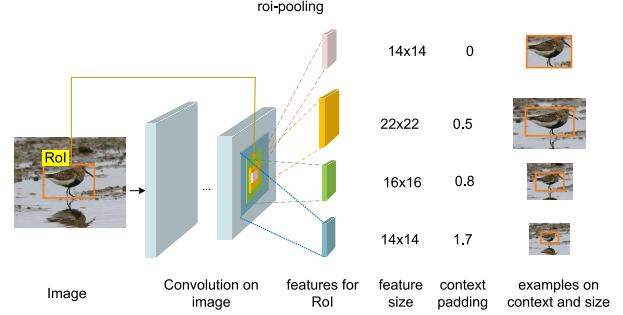 roi-pooling
14x14 0
RoI
22x22 0.5
16x16 0.8
...
14x14 1.7
Image
Convolution on
image
features for
RoI
feature
size
context
padding
examples on
context and size